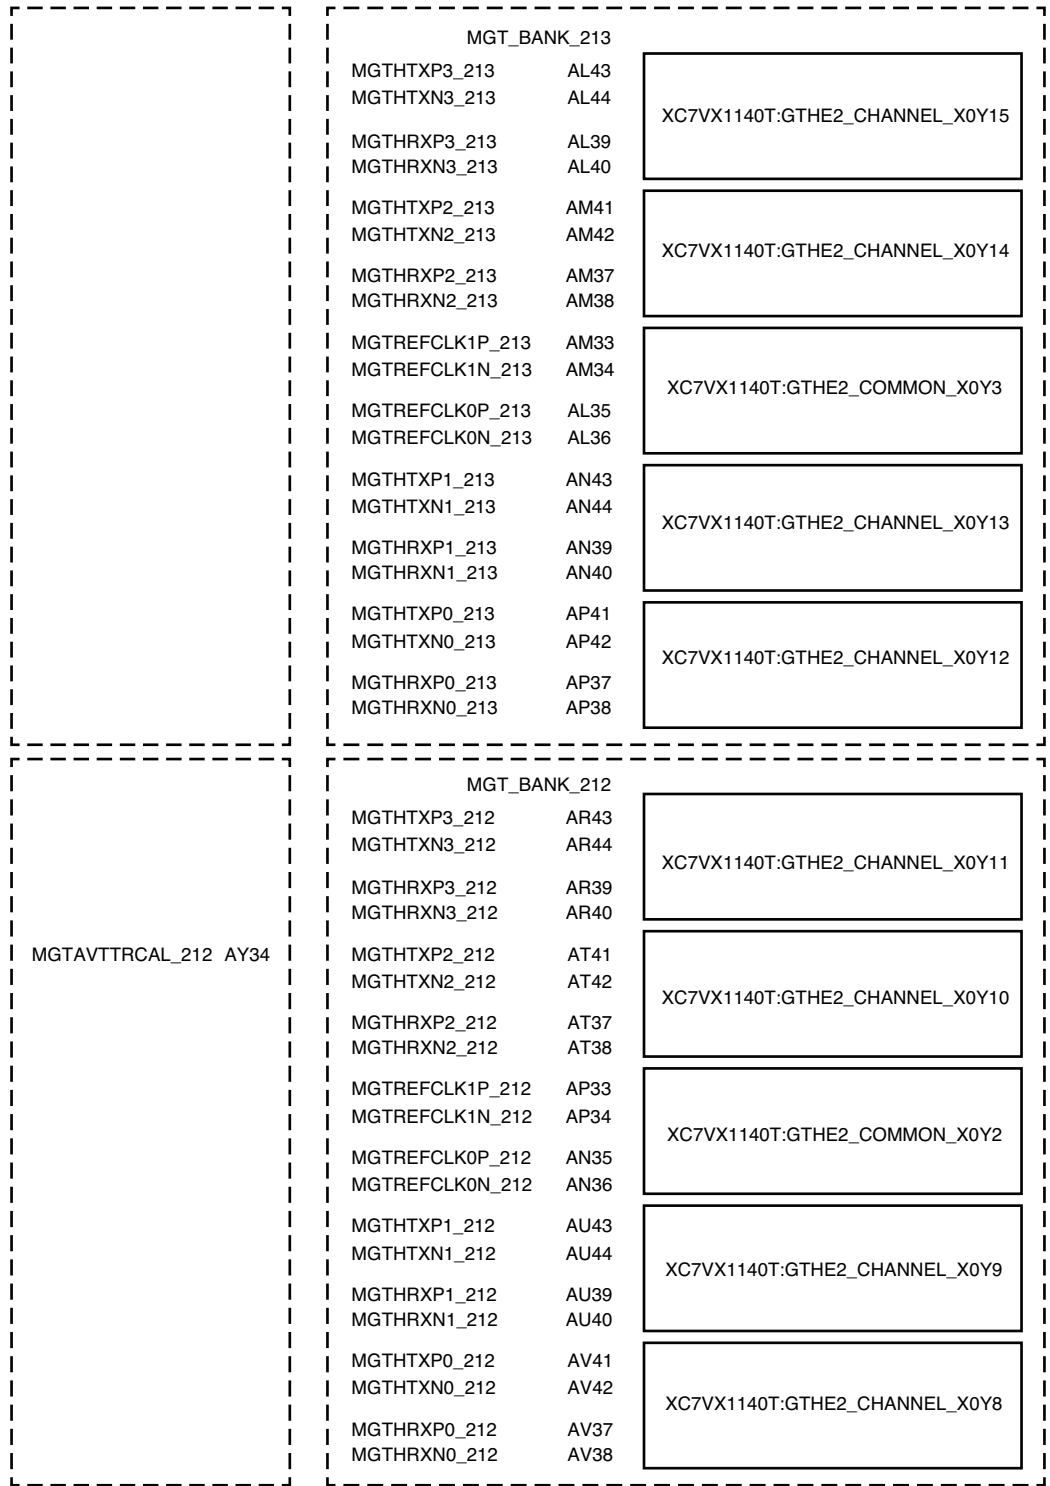 MGT_BANK_213
MGTHTXP3_213 AL43
MGTHTXN3_213 AL44
XC7VX1140T:GTHE2_CHANNEL_X0Y15
MGTHRXP3_213 AL39
MGTHRXN3_213 AL40
MGTHTXP2_213 AM41
MGTHTXN2_213 AM42
XC7VX1140T:GTHE2_CHANNEL_X0Y14
MGTHRXP2_213 AM37
MGTHRXN2_213 AM38
MGTREFCLK1P_213 AM33
MGTREFCLK1N_213 AM34
XC7VX1140T:GTHE2_COMMON_X0Y3
MGTREFCLK0P_213 AL35
MGTREFCLK0N_213 AL36
MGTHTXP1_213 AN43
MGTHTXN1_213 AN44
XC7VX1140T:GTHE2_CHANNEL_X0Y13
MGTHRXP1_213 AN39
MGTHRXN1_213 AN40
MGTHTXP0_213 AP41
MGTHTXN0_213 AP42
XC7VX1140T:GTHE2_CHANNEL_X0Y12
MGTHRXP0_213 AP37
MGTHRXN0_213 AP38
MGT_BANK_212
MGTHTXP3_212 AR43
MGTHTXN3_212 AR44
XC7VX1140T:GTHE2_CHANNEL_X0Y11
MGTHRXP3_212 AR39
MGTHRXN3_212 AR40
MGTAVTTRCAL_212 AY34
MGTHTXP2_212 AT41
MGTHTXN2_212 AT42
XC7VX1140T:GTHE2_CHANNEL_X0Y10
MGTHRXP2_212 AT37
MGTHRXN2_212 AT38
MGTREFCLK1P_212 AP33
MGTREFCLK1N_212 AP34
XC7VX1140T:GTHE2_COMMON_X0Y2
MGTREFCLK0P_212 AN35
MGTREFCLK0N_212 AN36
MGTHTXP1_212 AU43
MGTHTXN1_212 AU44
XC7VX1140T:GTHE2_CHANNEL_X0Y9
MGTHRXP1_212 AU39
MGTHRXN1_212 AU40
MGTHTXP0_212 AV41
MGTHTXN0_212 AV42
XC7VX1140T:GTHE2_CHANNEL_X0Y8
MGTHRXP0_212 AV37
MGTHRXN0_212 AV38